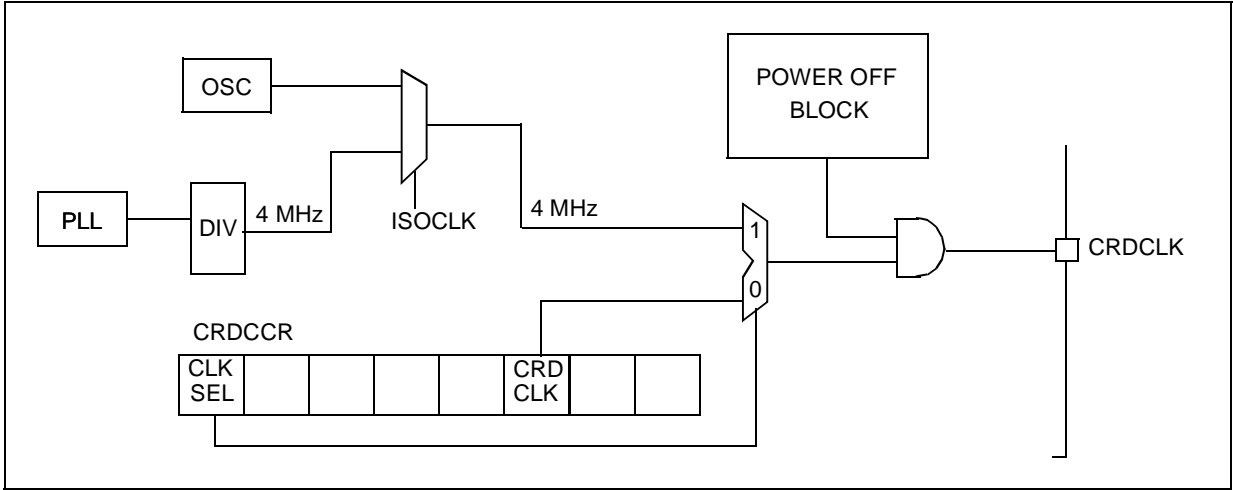 OSC
POWER OFF
BLOCK
PLL
DIV
4 MHz
ISOCLK
4 MHz
1
0
CRDCLK
CRDCCR
CLK
SEL
CRD
CLK